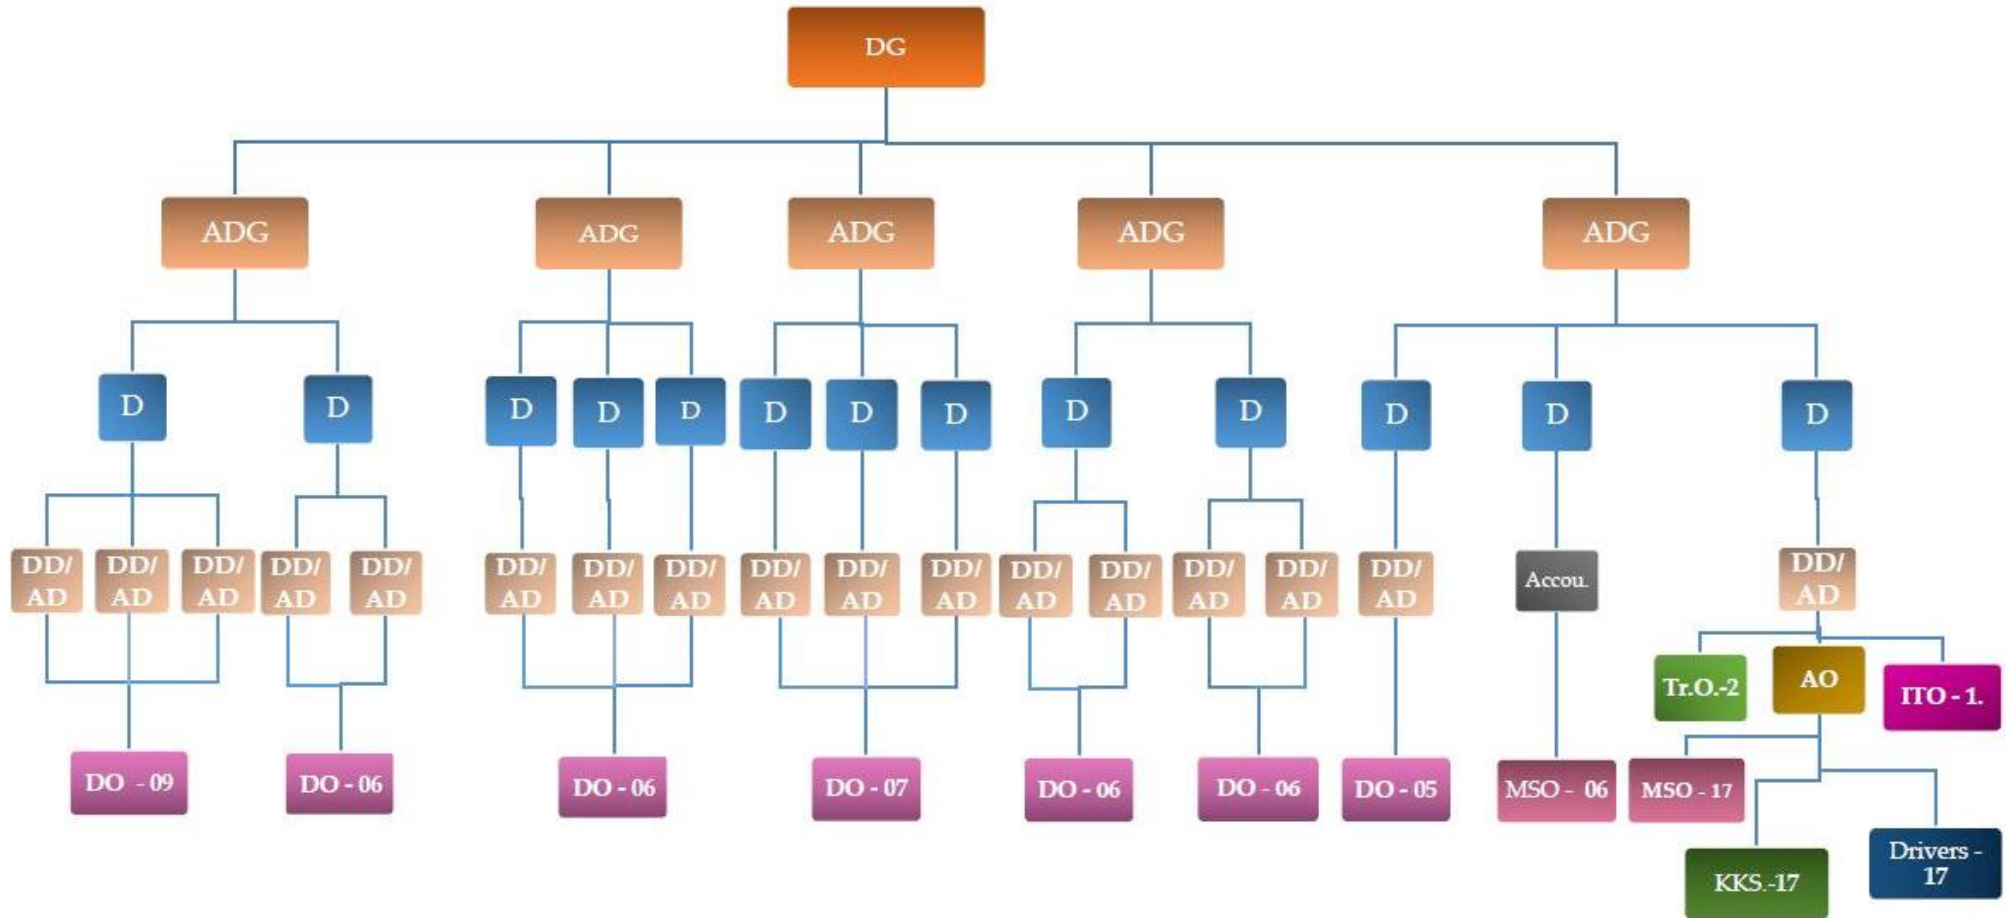 DG
ADG
ADG
ADG
ADG
ADG
D
D
D
D
D
D
D
D
D
D
D
D
D
DD/
AD
DD/
AD
DD/
AD
DD/
AD
DD/
AD
DD/
AD
DD/
AD
DD/
AD
DD/
AD
DD/
AD
DD/
AD
DD/
AD
DD/
AD
DD/
AD
DD/
AD
DD/
AD
Accou.
DD/
AD
Tr.O.-2
AO
ITO - 1.
DO - 09
DO - 06
DO - 06
DO - 07
DO - 06
DO - 06
DO - 05
MSO - 06
MSO - 17
KKS.-17
Drivers -
17